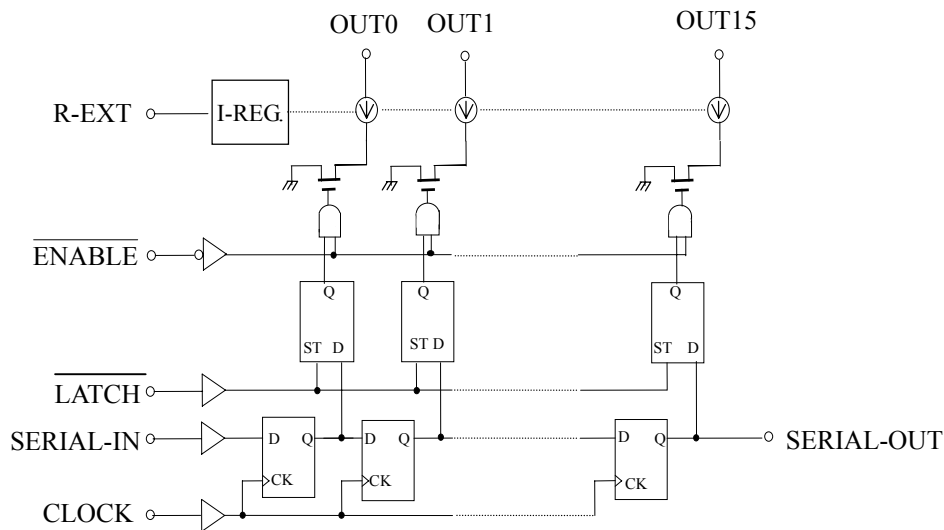 OUT0 OUT1 OUT15
R-EXT I-REG.
ENABLE
Q Q Q
ST D ST D ST D
LATCH
SERIAL-IN D Q D Q D Q SERIAL-OUT
CK CK CK
CLOCK